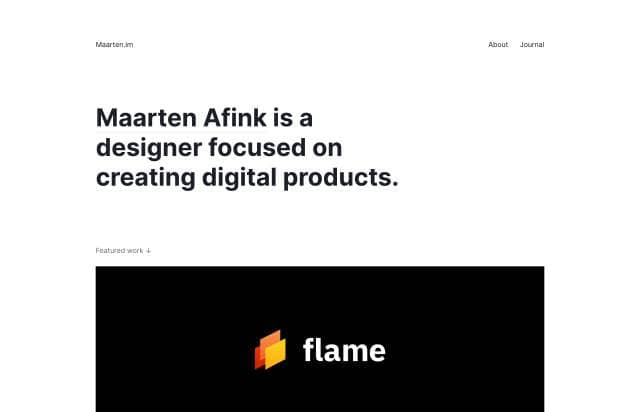 Maarten.im
About Journal
Maarten Afink is a
designer focused on
creating digital products.
Featured work ↓
flame